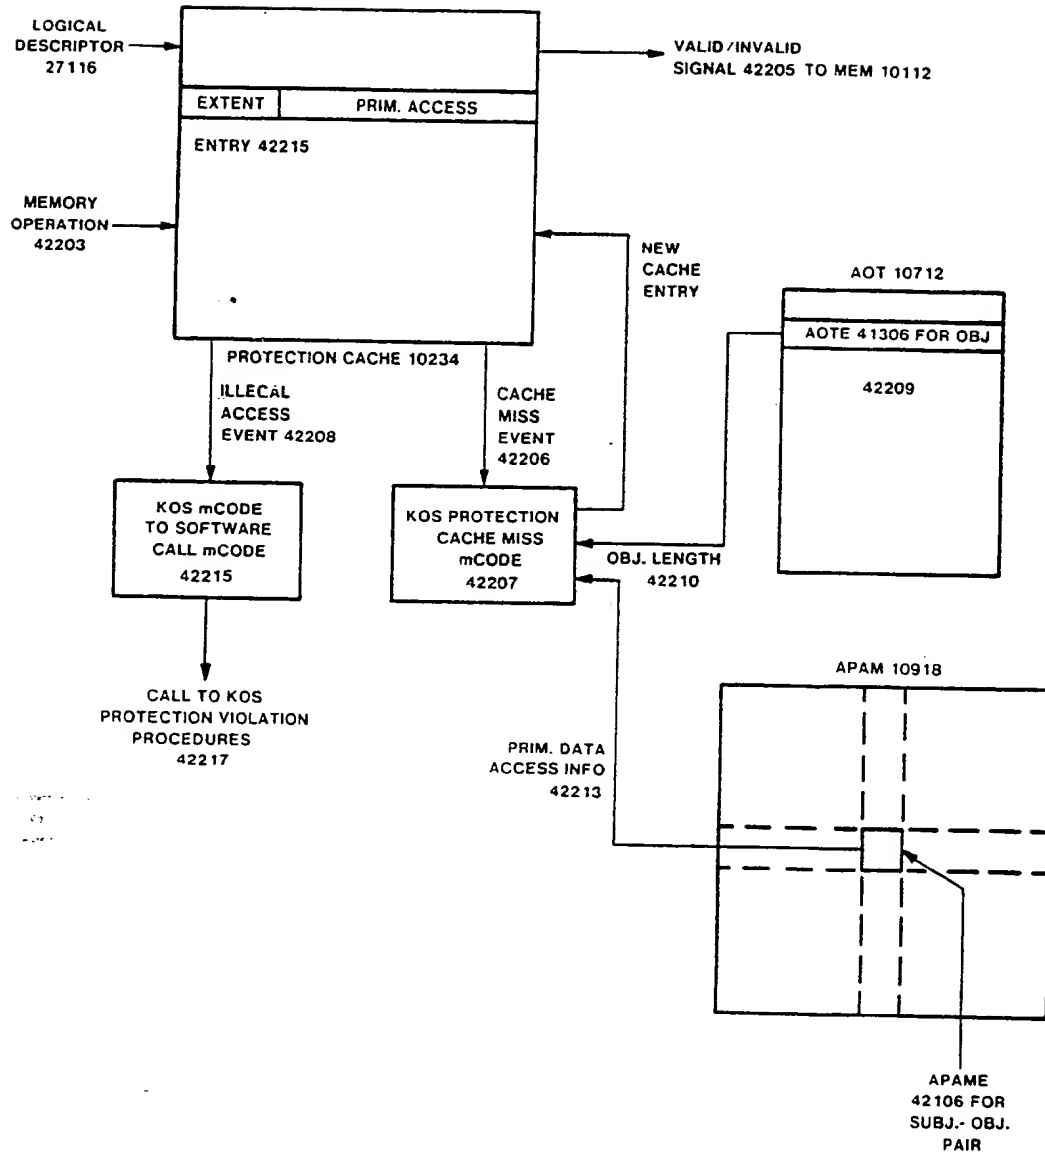 LOGICAL
DESCRIPTOR
27116
VALID/INVALID
SIGNAL 42205 TO MEM 10112
EXTENT
PRIM. ACCESS
ENTRY 42215
MEMORY
OPERATION
42203
NEW
CACHE
ENTRY
AOT 10712
AOTE 41306 FOR OBJ
42209
PROTECTION CACHE 10234
ILLECAL
ACCESS
EVENT 42208
CACHE
MISS
EVENT
42206
KOS mCODE
TO SOFTWARE
CALL mCODE
42215
KOS PROTECTION
CACHE MISS
mCODE
42207
OBJ. LENGTH
42210
CALL TO KOS
PROTECTION VIOLATION
PROCEDURES
42217
APAM 10918
PRIM. DATA
ACCESS INFO
42213
APAME
42106 FOR
SUBJ.- OBJ.
PAIR